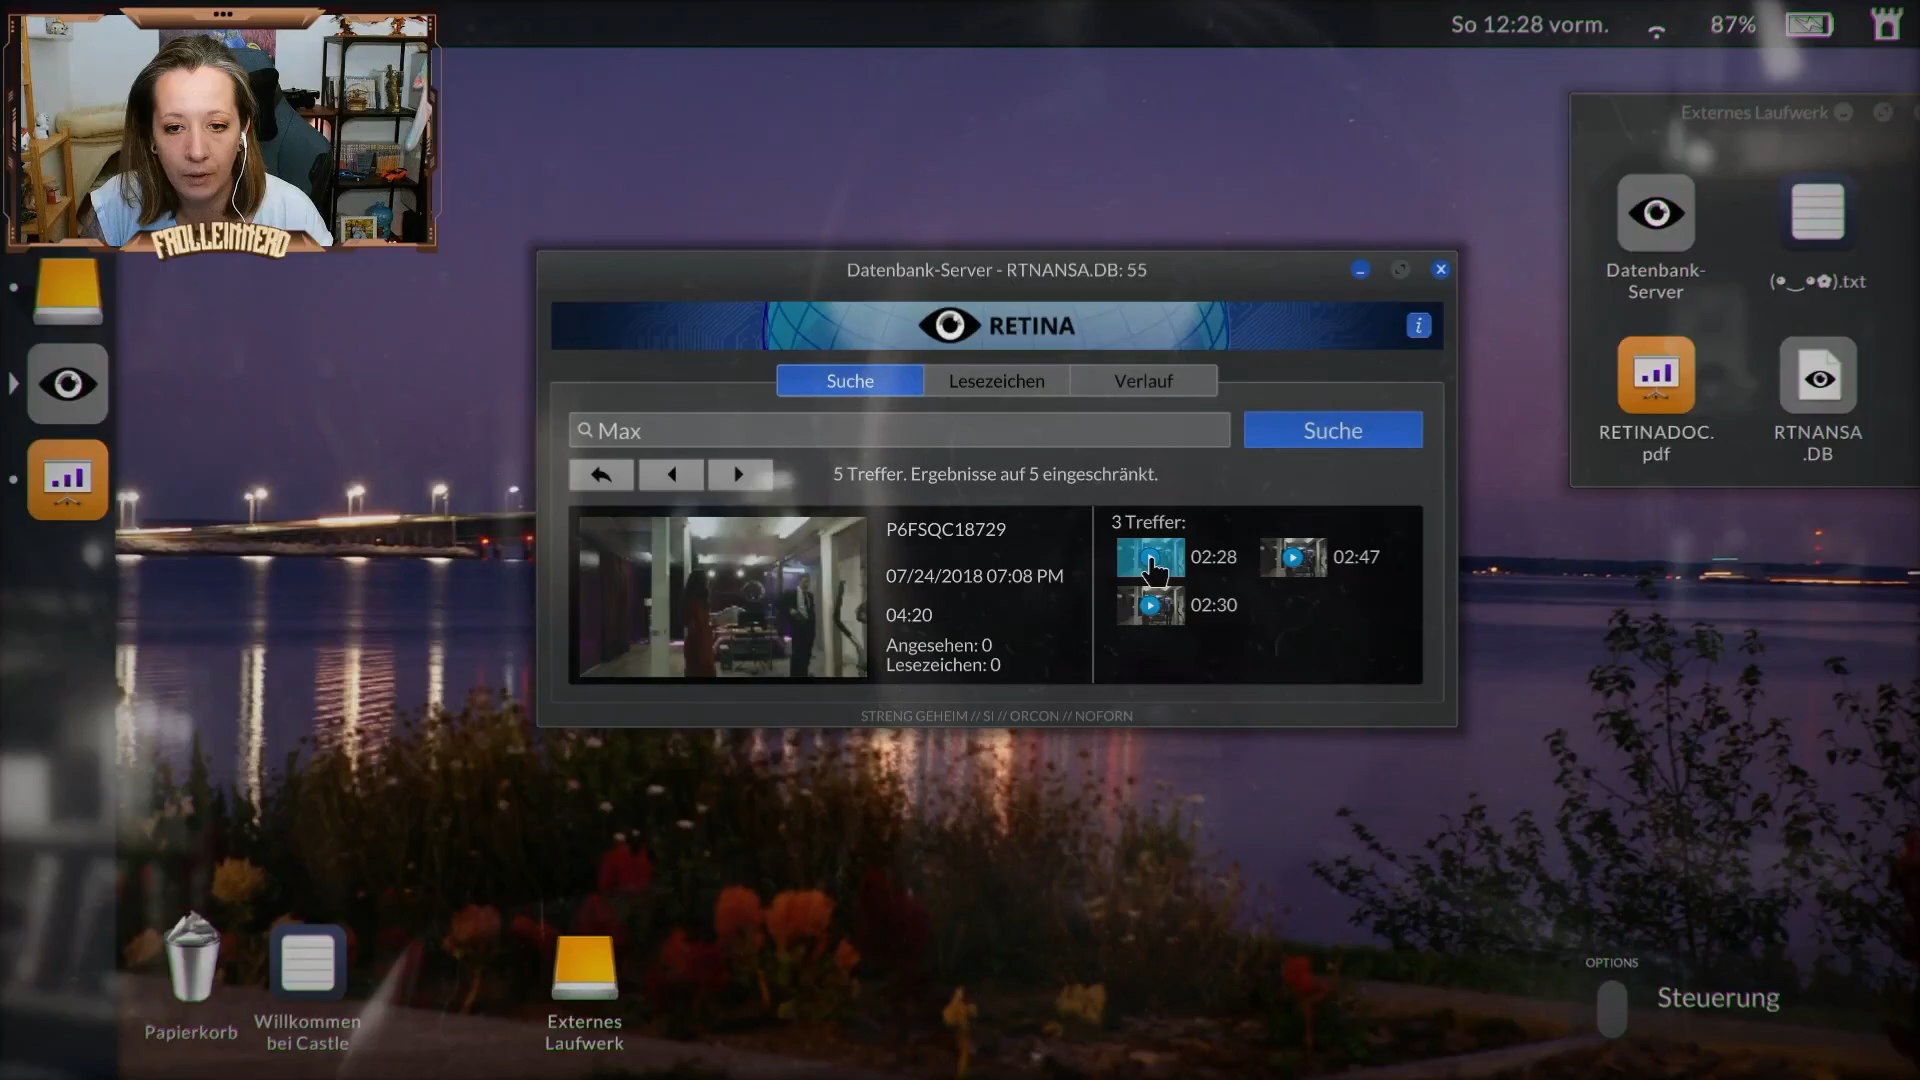 So 12:28 vorm.
87%
FROLLEINNERD
Externes Laufwerk
Datenbank-
Server
(•‿•✿).txt
RETINADOC.
pdf
RTNANSA
.DB
Datenbank-Server - RTNANSA.DB: 55
RETINA
i
Suche
Lesezeichen
Verlauf
Max
Suche
5 Treffer. Ergebnisse auf 5 eingeschränkt.
P6FSQC18729
07/24/2018 07:08 PM
04:20
Angesehen: 0
Lesezeichen: 0
3 Treffer:
02:28
02:47
02:30
STRENG GEHEIM // SI // ORCON // NOFORN
Papierkorb
Willkommen
bei Castle
Externes
Laufwerk
OPTIONS
Steuerung